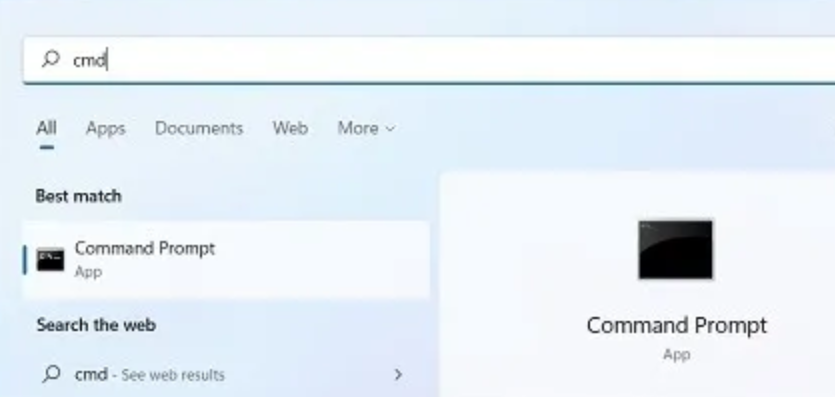 cmd
All Apps Documents Web More
Best match
Command Prompt
App
Search the web
cmd - See web results
Command Prompt
App